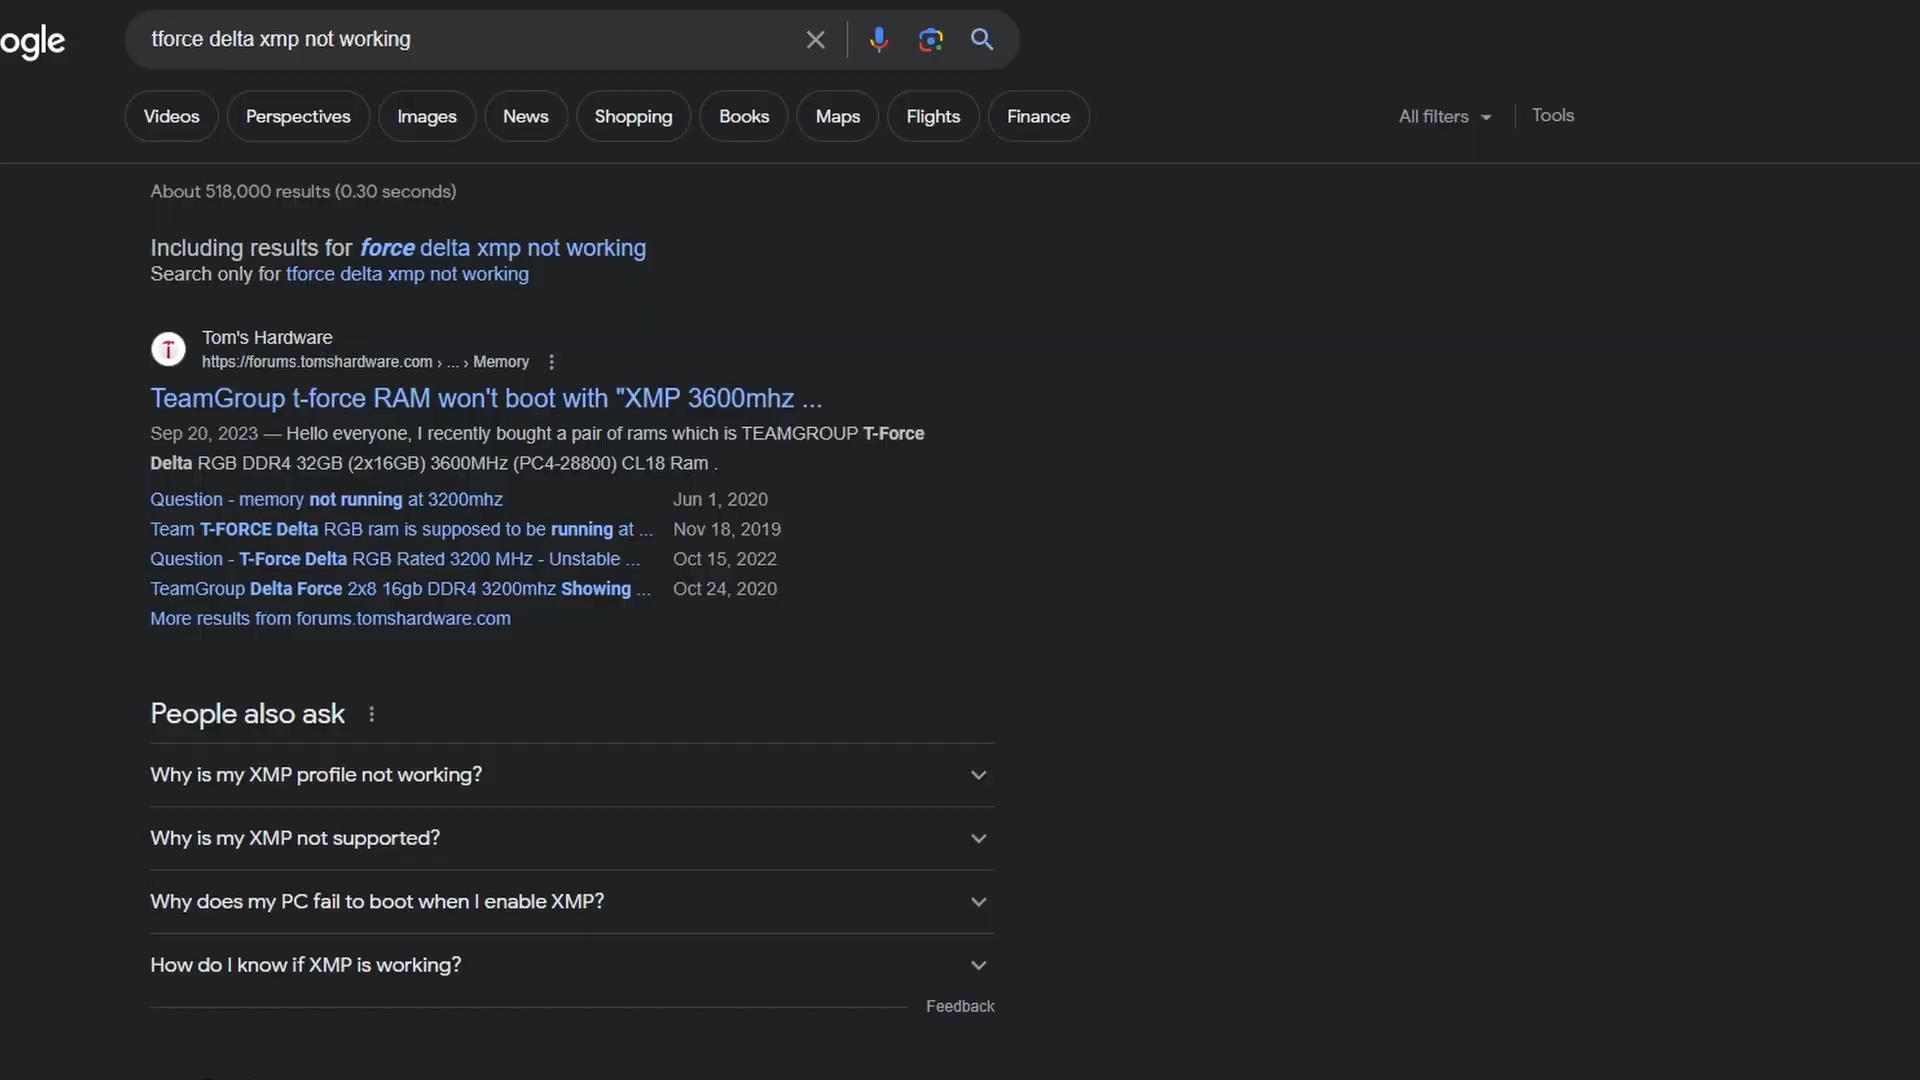 ogle
tforce delta xmp not working
Videos Perspectives Images News Shopping Books Maps Flights Finance All filters Tools
About 518,000 results (0.30 seconds)
Including results for force delta xmp not working
Search only for tforce delta xmp not working
Tom's Hardware
https://forums.tomshardware.com › ... › Memory
TeamGroup t-force RAM won't boot with "XMP 3600mhz ...
Sep 20, 2023 — Hello everyone, I recently bought a pair of rams which is TEAMGROUP T-Force
Delta RGB DDR4 32GB (2x16GB) 3600MHz (PC4-28800) CL18 Ram .
Question - memory not running at 3200mhz Jun 1, 2020
Team T-FORCE Delta RGB ram is supposed to be running at ... Nov 18, 2019
Question - T-Force Delta RGB Rated 3200 MHz - Unstable ... Oct 15, 2022
TeamGroup Delta Force 2x8 16gb DDR4 3200mhz Showing ... Oct 24, 2020
More results from forums.tomshardware.com
People also ask
Why is my XMP profile not working?
Why is my XMP not supported?
Why does my PC fail to boot when I enable XMP?
How do I know if XMP is working?
Feedback